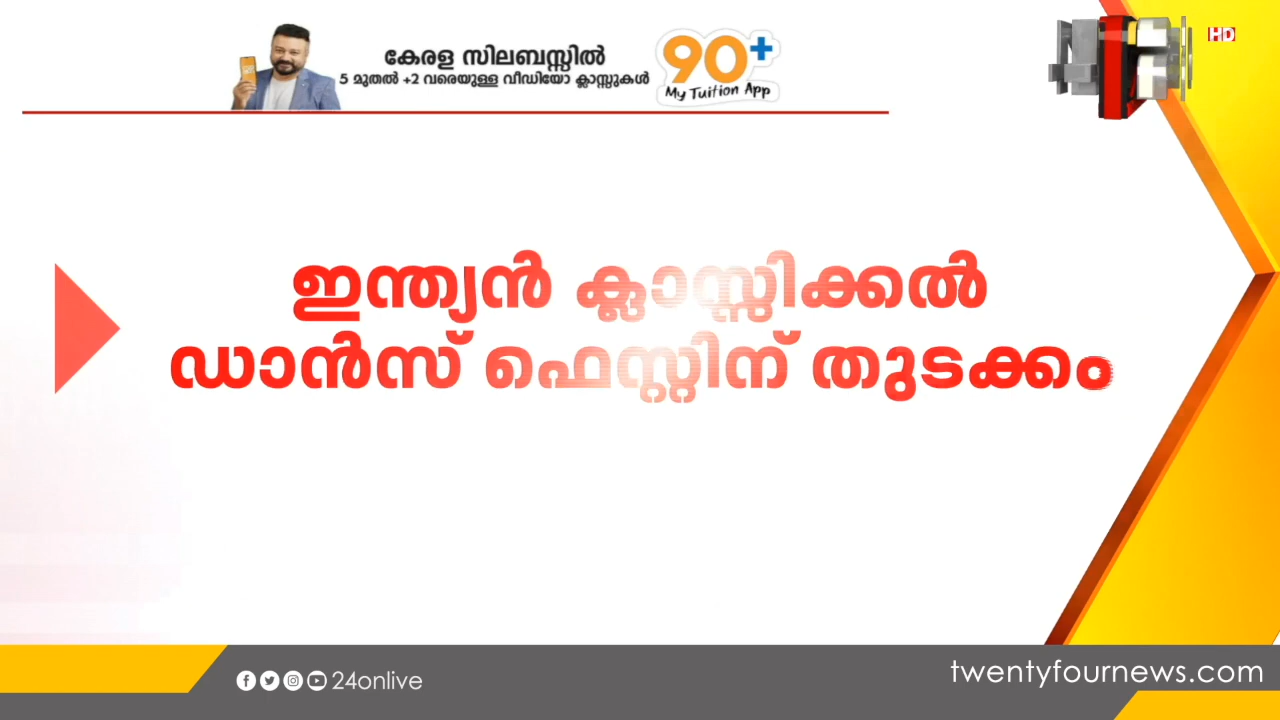 കേരള സിലബസ്സിൽ
5 മുതൽ +2 വരെയുള്ള വീഡിയോ ക്ലാസ്സുകൾ
90+
My Tuition App
HD
ഇന്ത്യൻ ക്ലാസ്സിക്കൽ
ഡാൻസ് ഫെസ്റ്റിന് തുടക്കം
24onlive
twentyfournews.com